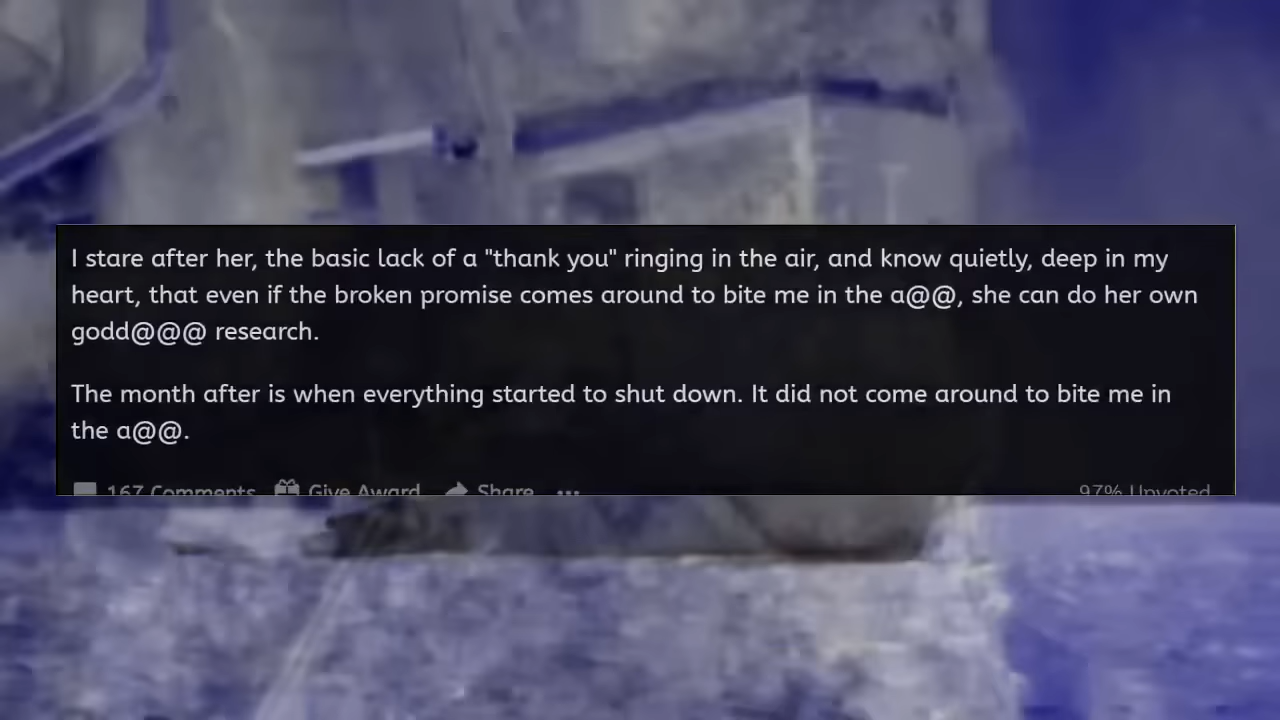 I stare after her, the basic lack of a "thank you" ringing in the air, and know quietly, deep in my
heart, that even if the broken promise comes around to bite me in the a@@, she can do her own
godd@@@ research.
The month after is when everything started to shut down. It did not come around to bite me in
the a@@.
167 Comments Give Award Share ... 97% Upvoted